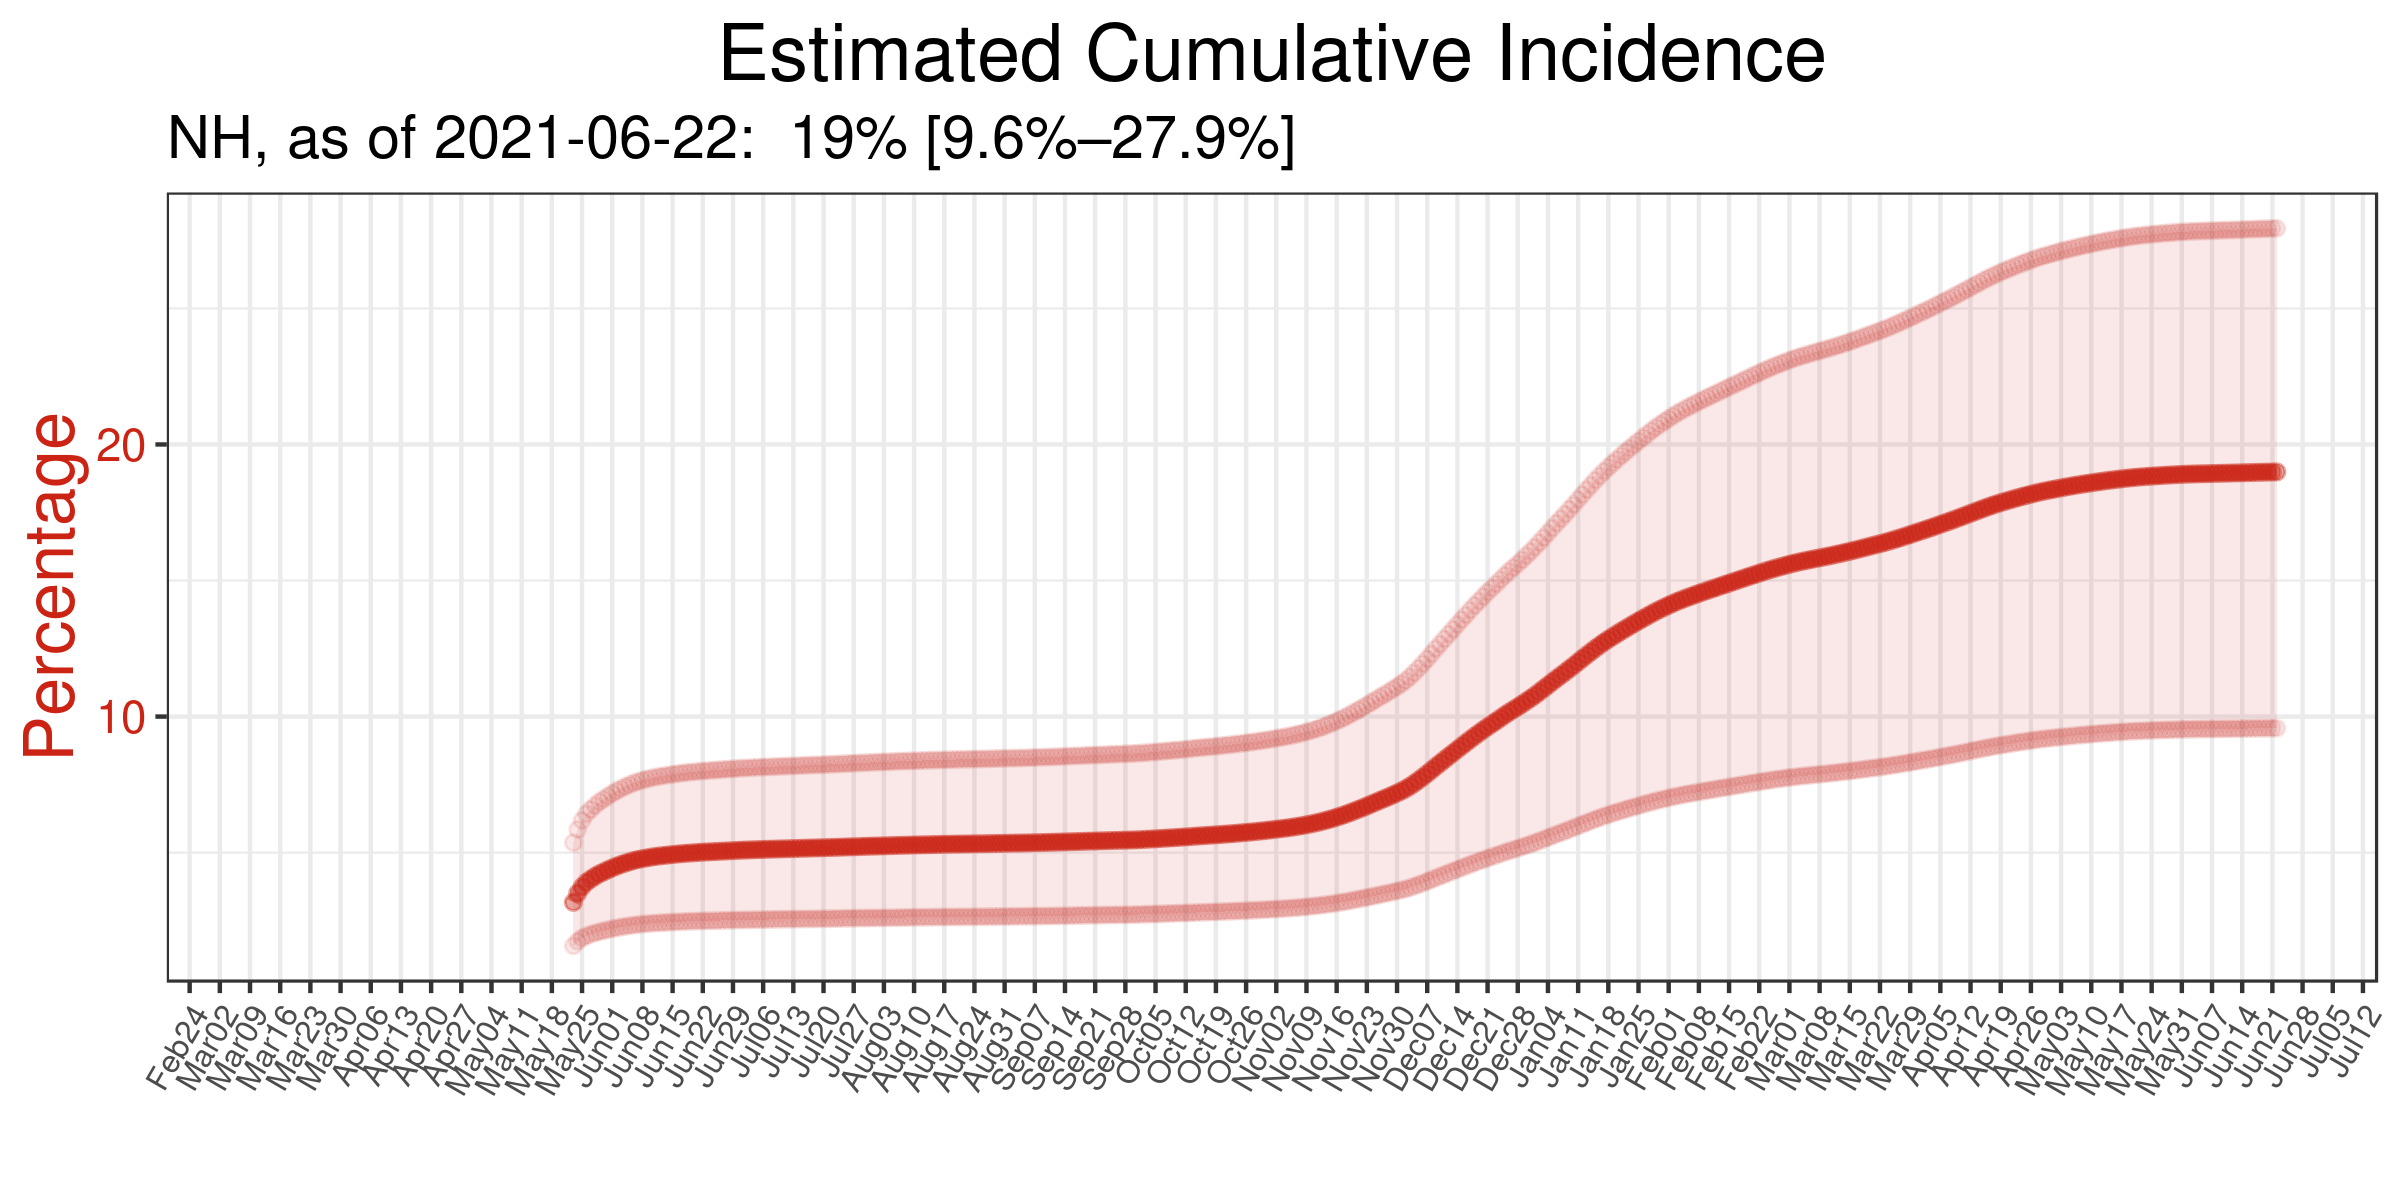 Estimated Cumulative Incidence
NH, as of 2021-06-22: 19% [9.6%–27.9%]
Percentage
20
10
Feb24
Mar02
Mar09
Mar16
Mar23
Mar30
Apr06
Apr13
Apr20
Apr27
May04
May11
May18
May25
Jun01
Jun08
Jun15
Jun22
Jun29
Jul06
Jul13
Jul20
Jul27
Aug03
Aug10
Aug17
Aug24
Aug31
Sep07
Sep14
Sep21
Sep28
Oct05
Oct12
Oct19
Oct26
Nov02
Nov09
Nov16
Nov23
Nov30
Dec07
Dec14
Dec21
Dec28
Dec04
Jan11
Jan18
Jan25
Feb01
Feb08
Feb15
Feb22
Mar01
Mar08
Mar15
Mar22
Mar29
Apr05
Apr12
Apr19
Apr26
May03
May10
May17
May24
May31
May07
Jun14
Jun21
Jun28
Jul05
Jul12